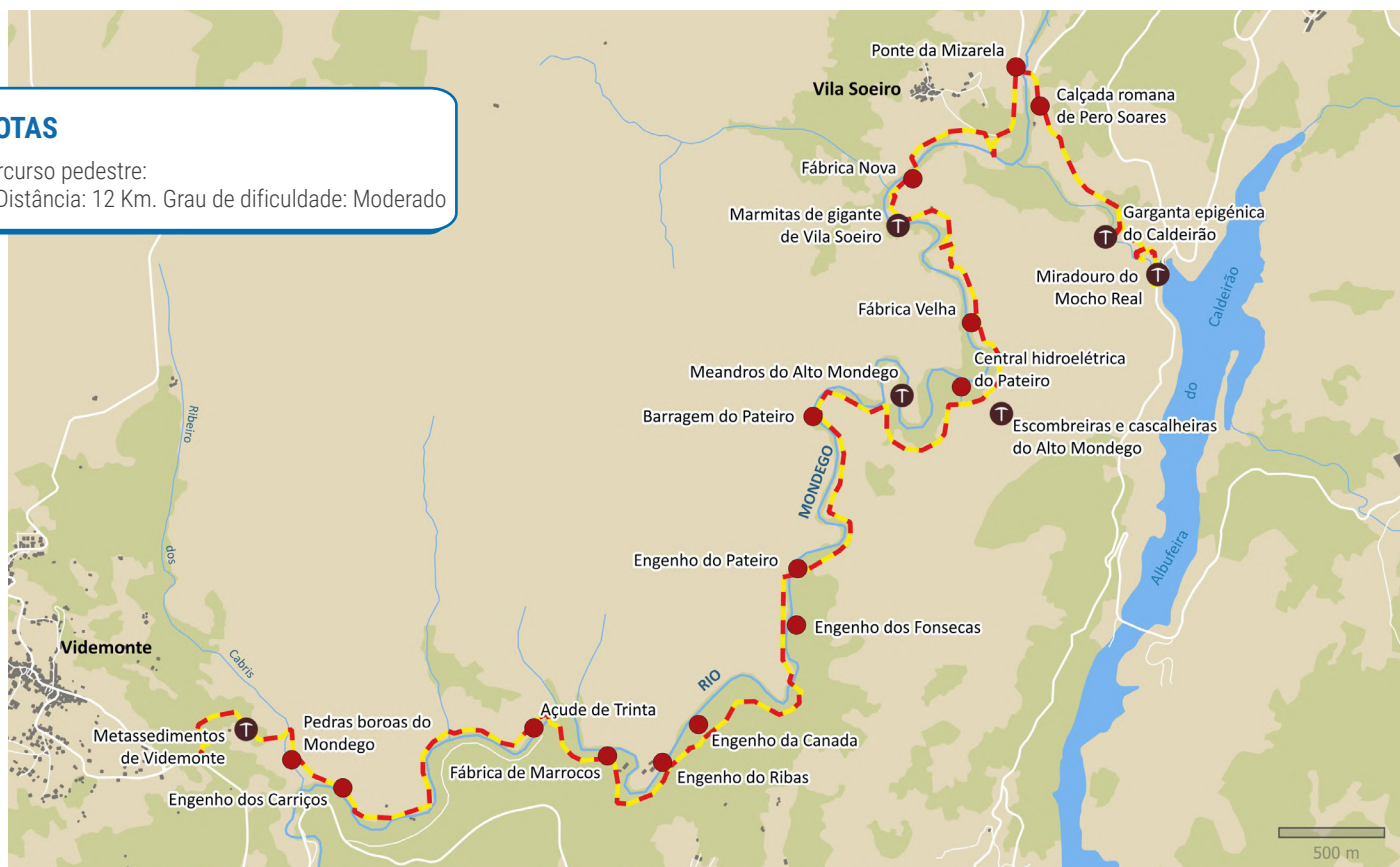 OTAS
rcurso pedestre:
Distância: 12 Km. Grau de dificuldade: Moderado
Ponte da Mizarela
Vila Soeiro
Calçada romana
de Pero Soares
Fábrica Nova
Marmitas de gigante
de Vila Soeiro
Garganta epigénica
do Caldeirão
Miradouro do
Mocho Real
Fábrica Velha
Central hidroelétrica
do Pateiro
Meandros do Alto Mondego
Barragem do Pateiro
Escombreiras e cascalheiras
do Alto Mondego
Albufeira do Caldeirão
RIO MONDEGO
Ribeiro dos Cabris
Engenho do Pateiro
Engenho dos Fonsecas
Videmonte
Metassedimentos
de Videmonte
Pedras boroas do
Mondego
Engenho dos Carriços
Açude de Trinta
Fábrica de Marrocos
Engenho da Canada
Engenho do Ribas
500 m